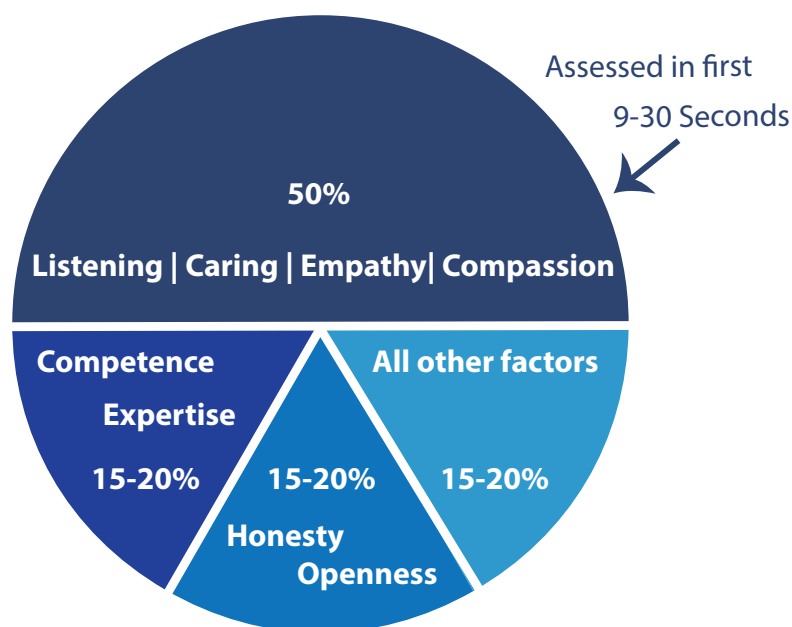 Assessed in first
9-30 Seconds
50%
Listening | Caring | Empathy| Compassion
Competence
Expertise
15-20%
15-20%
Honesty
Openness
All other factors
15-20%